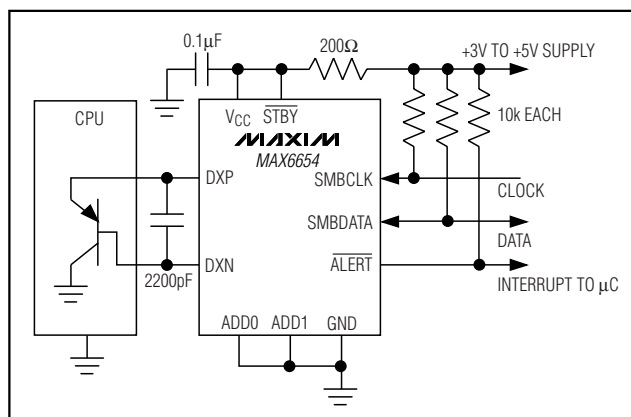 0.1µF
200Ω
+3V TO +5V SUPPLY
CPU
VCC
STBY
10k EACH
MAXIM
MAX6654
DXP
SMBCLK
CLOCK
SMBDATA
DATA
DXN
2200pF
ALERT
INTERRUPT TO µC
ADD0
ADD1
GND